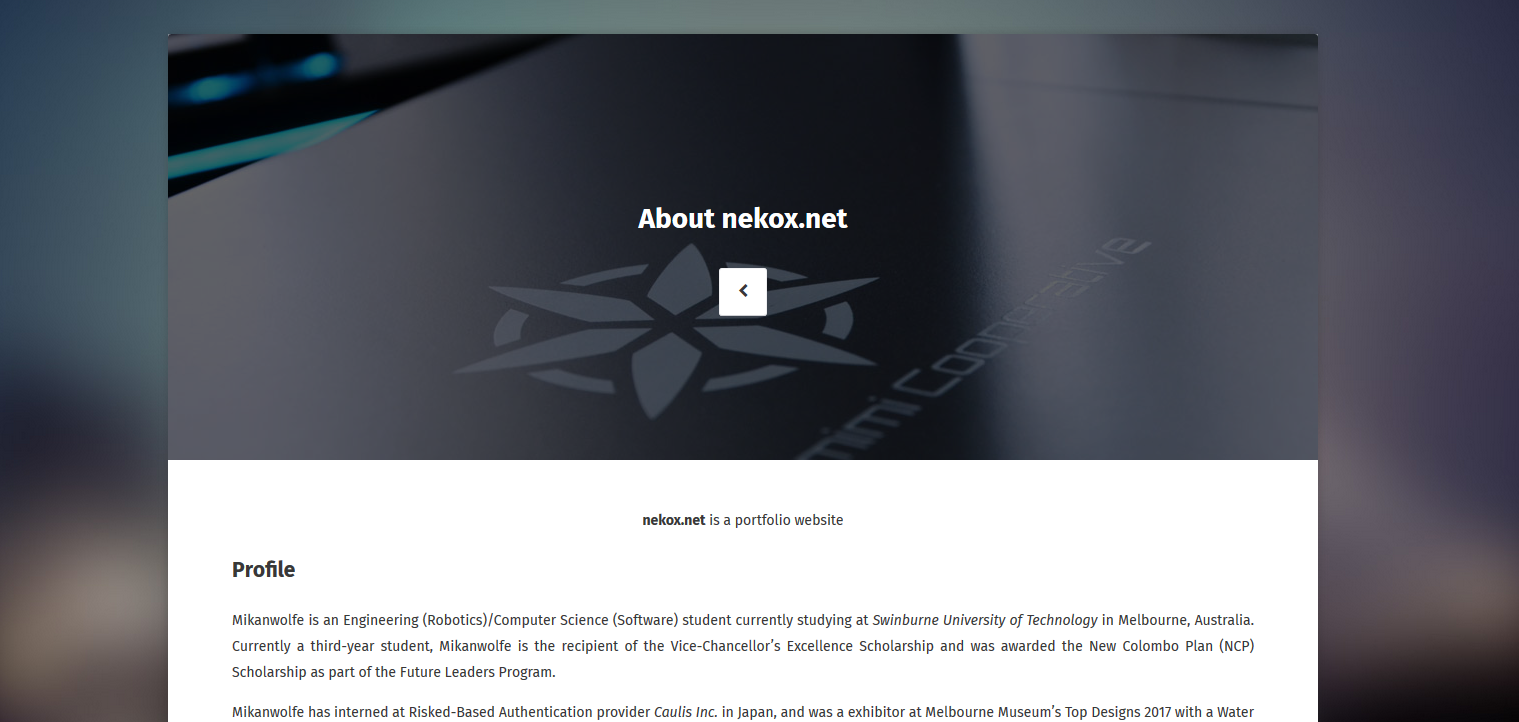 About nekox.net
mimi Cooperative
nekox.net is a portfolio website
Profile
Mikanwolfe is an Engineering (Robotics)/Computer Science (Software) student currently studying at Swinburne University of Technology in Melbourne, Australia.
Currently a third-year student, Mikanwolfe is the recipient of the Vice-Chancellor’s Excellence Scholarship and was awarded the New Colombo Plan (NCP)
Scholarship as part of the Future Leaders Program.
Mikanwolfe has interned at Risked-Based Authentication provider Caulis Inc. in Japan, and was a exhibitor at Melbourne Museum’s Top Designs 2017 with a Water